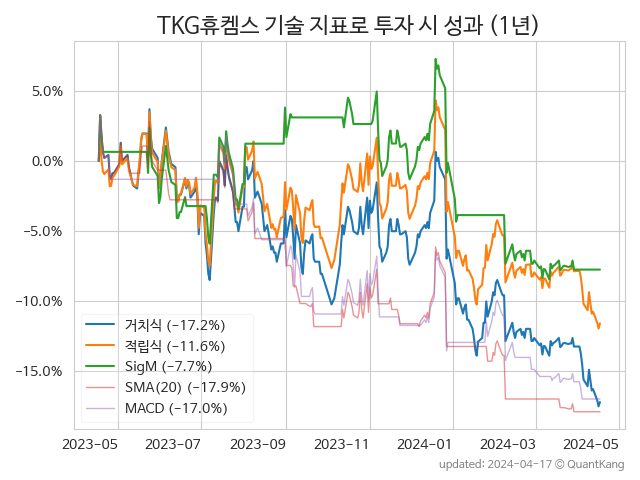 TKG휴켐스 기술 지표로 투자 시 성과 (1년)
5.0%
0.0%
−5.0%
−10.0%
−15.0%
거치식 (−17.2%)
적립식 (−11.6%)
SigM (−7.7%)
SMA(20) (−17.9%)
MACD (−17.0%)
2023-05 2023-07 2023-09 2023-11 2024-01 2024-03 2024-05
updated: 2024-04-17 © QuantKang